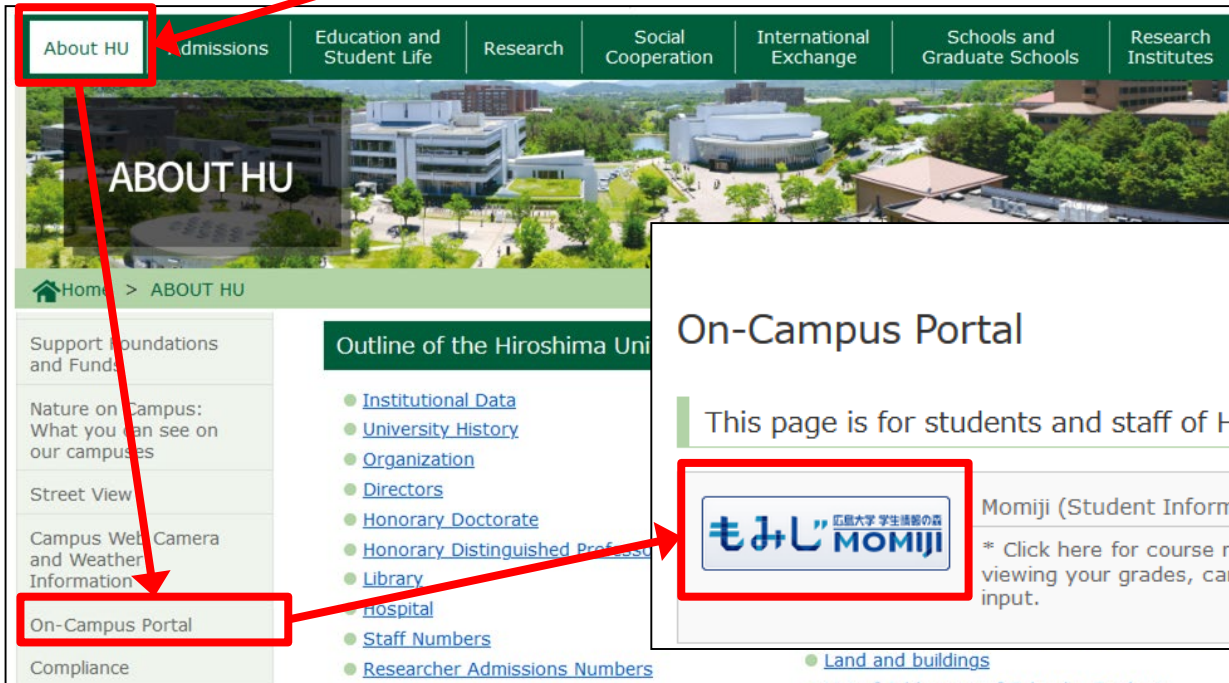 About HU
Admissions
Education and
Student Life
Research
Social
Cooperation
International
Exchange
Schools and
Graduate Schools
Research
Institutes
ABOUT HU
Home > ABOUT HU
Support Foundations
and Funds
Nature on Campus:
What you can see on
our campuses
Street View
Campus Web Camera
and Weather
Information
On-Campus Portal
Compliance
Outline of the Hiroshima Uni
Institutional Data
University History
Organization
Directors
Honorary Doctorate
Honorary Distinguished Professo
Library
Hospital
Staff Numbers
Researcher Admissions Numbers
On-Campus Portal
This page is for students and staff of H
もみじ 広島大学 学生情報の森
MOMIJI
Momiji (Student Inform
* Click here for course r
viewing your grades, car
input.
Land and buildings